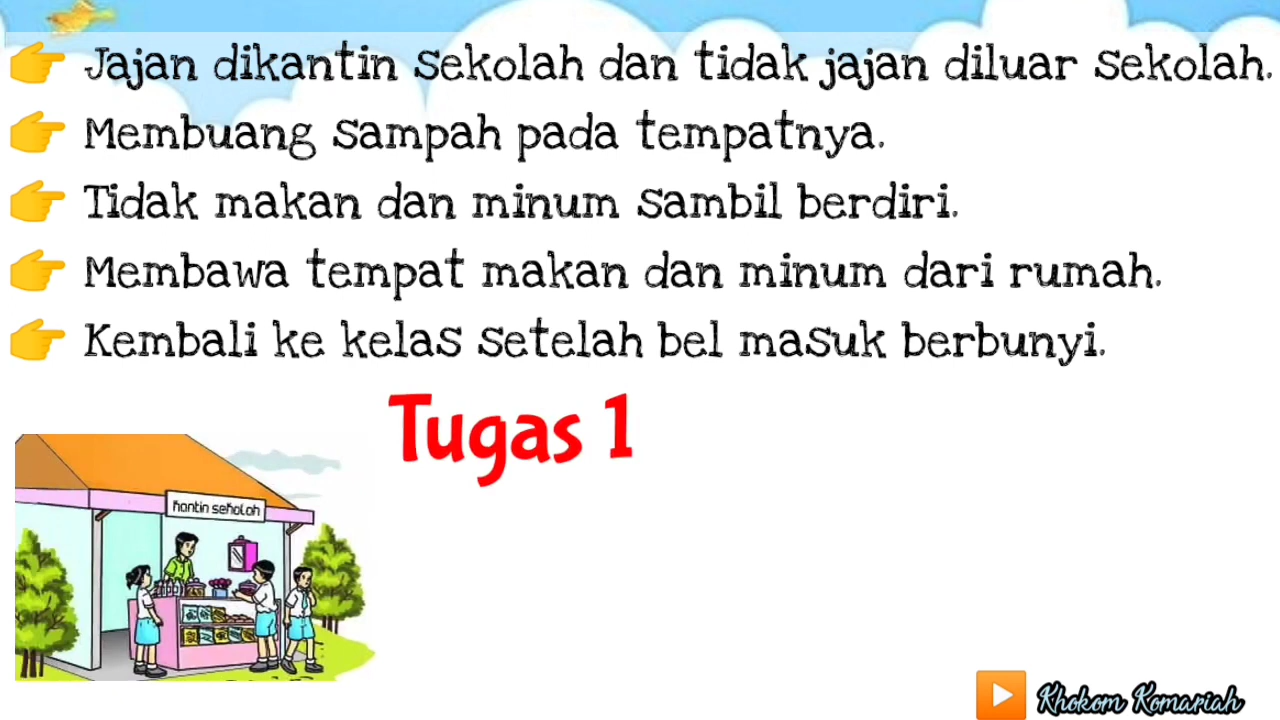 Jajan dikantin sekolah dan tidak jajan diluar sekolah.
Membuang sampah pada tempatnya.
Tidak makan dan minum sambil berdiri.
Membawa tempat makan dan minum dari rumah.
Kembali ke kelas setelah bel masuk berbunyi.
Tugas 1
kantin sekolah
Khokom Komariah